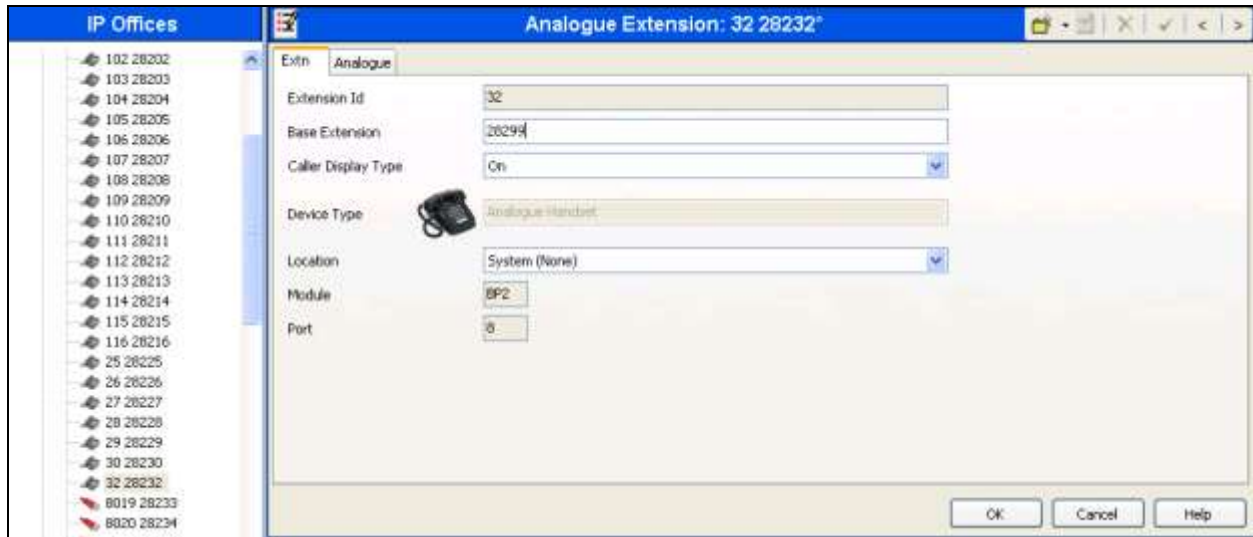 IP Offices
102 28202
103 28203
104 28204
105 28205
106 28206
107 28207
108 28208
109 28209
110 28210
111 28211
112 28212
113 28213
114 28214
115 28215
116 28216
25 28225
26 28226
27 28227
28 28228
29 28229
30 28230
32 28232
8019 28233
8020 28234
Analogue Extension: 32 28232*
Extn Analogue
Extension Id 32
Base Extension 28299
Caller Display Type On
Device Type Analogue Handset
Location System (None)
Module BP2
Port 8
OK Cancel Help